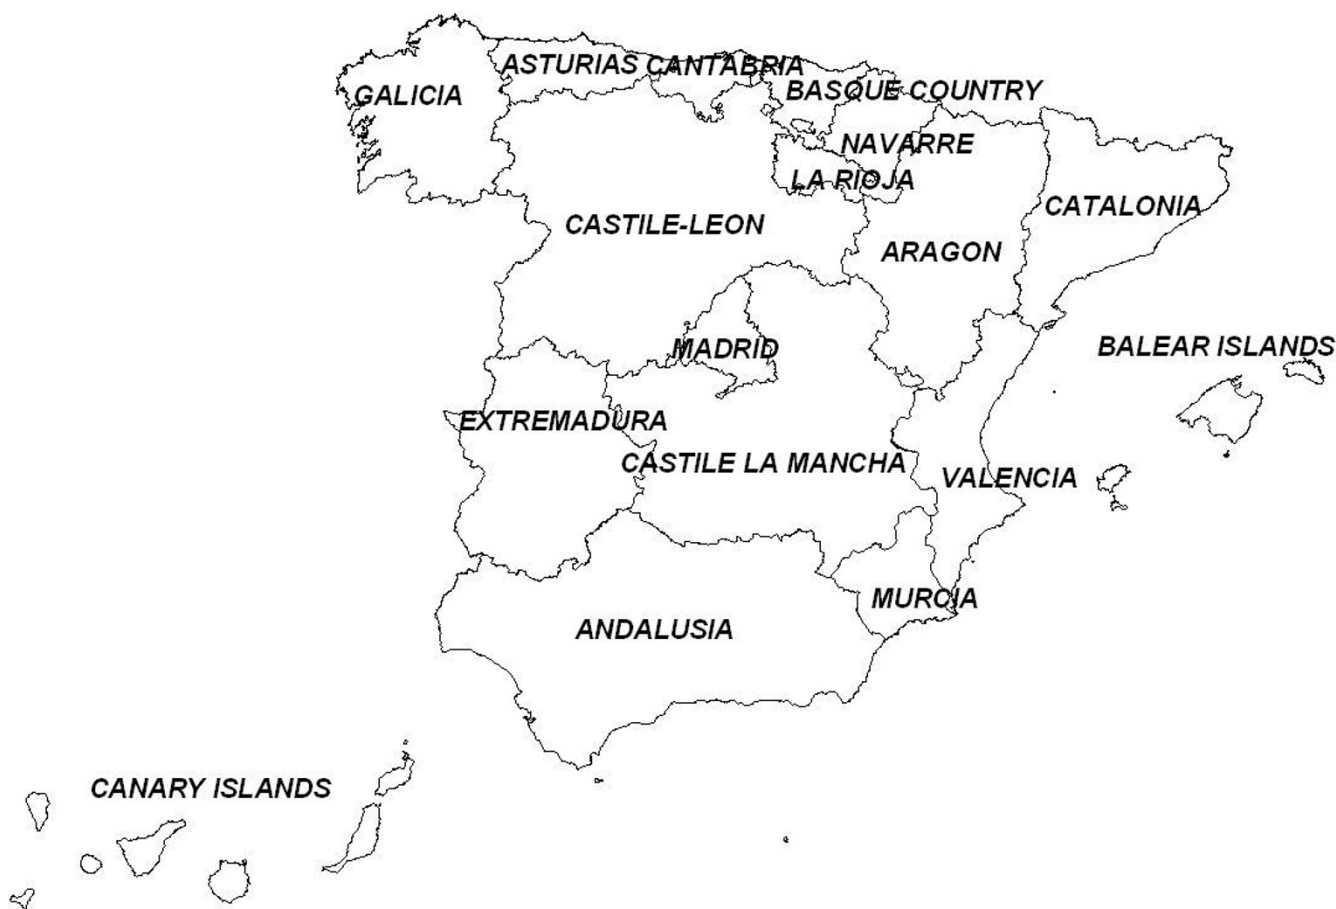 ASTURIAS
CANTABRIA
GALICIA
BASQUE COUNTRY
NAVARRE
LA RIOJA
CATALONIA
CASTILE-LEON
ARAGON
MADRID
BALEAR ISLANDS
EXTREMADURA
CASTILE LA MANCHA
VALENCIA
MURCIA
ANDALUSIA
CANARY ISLANDS